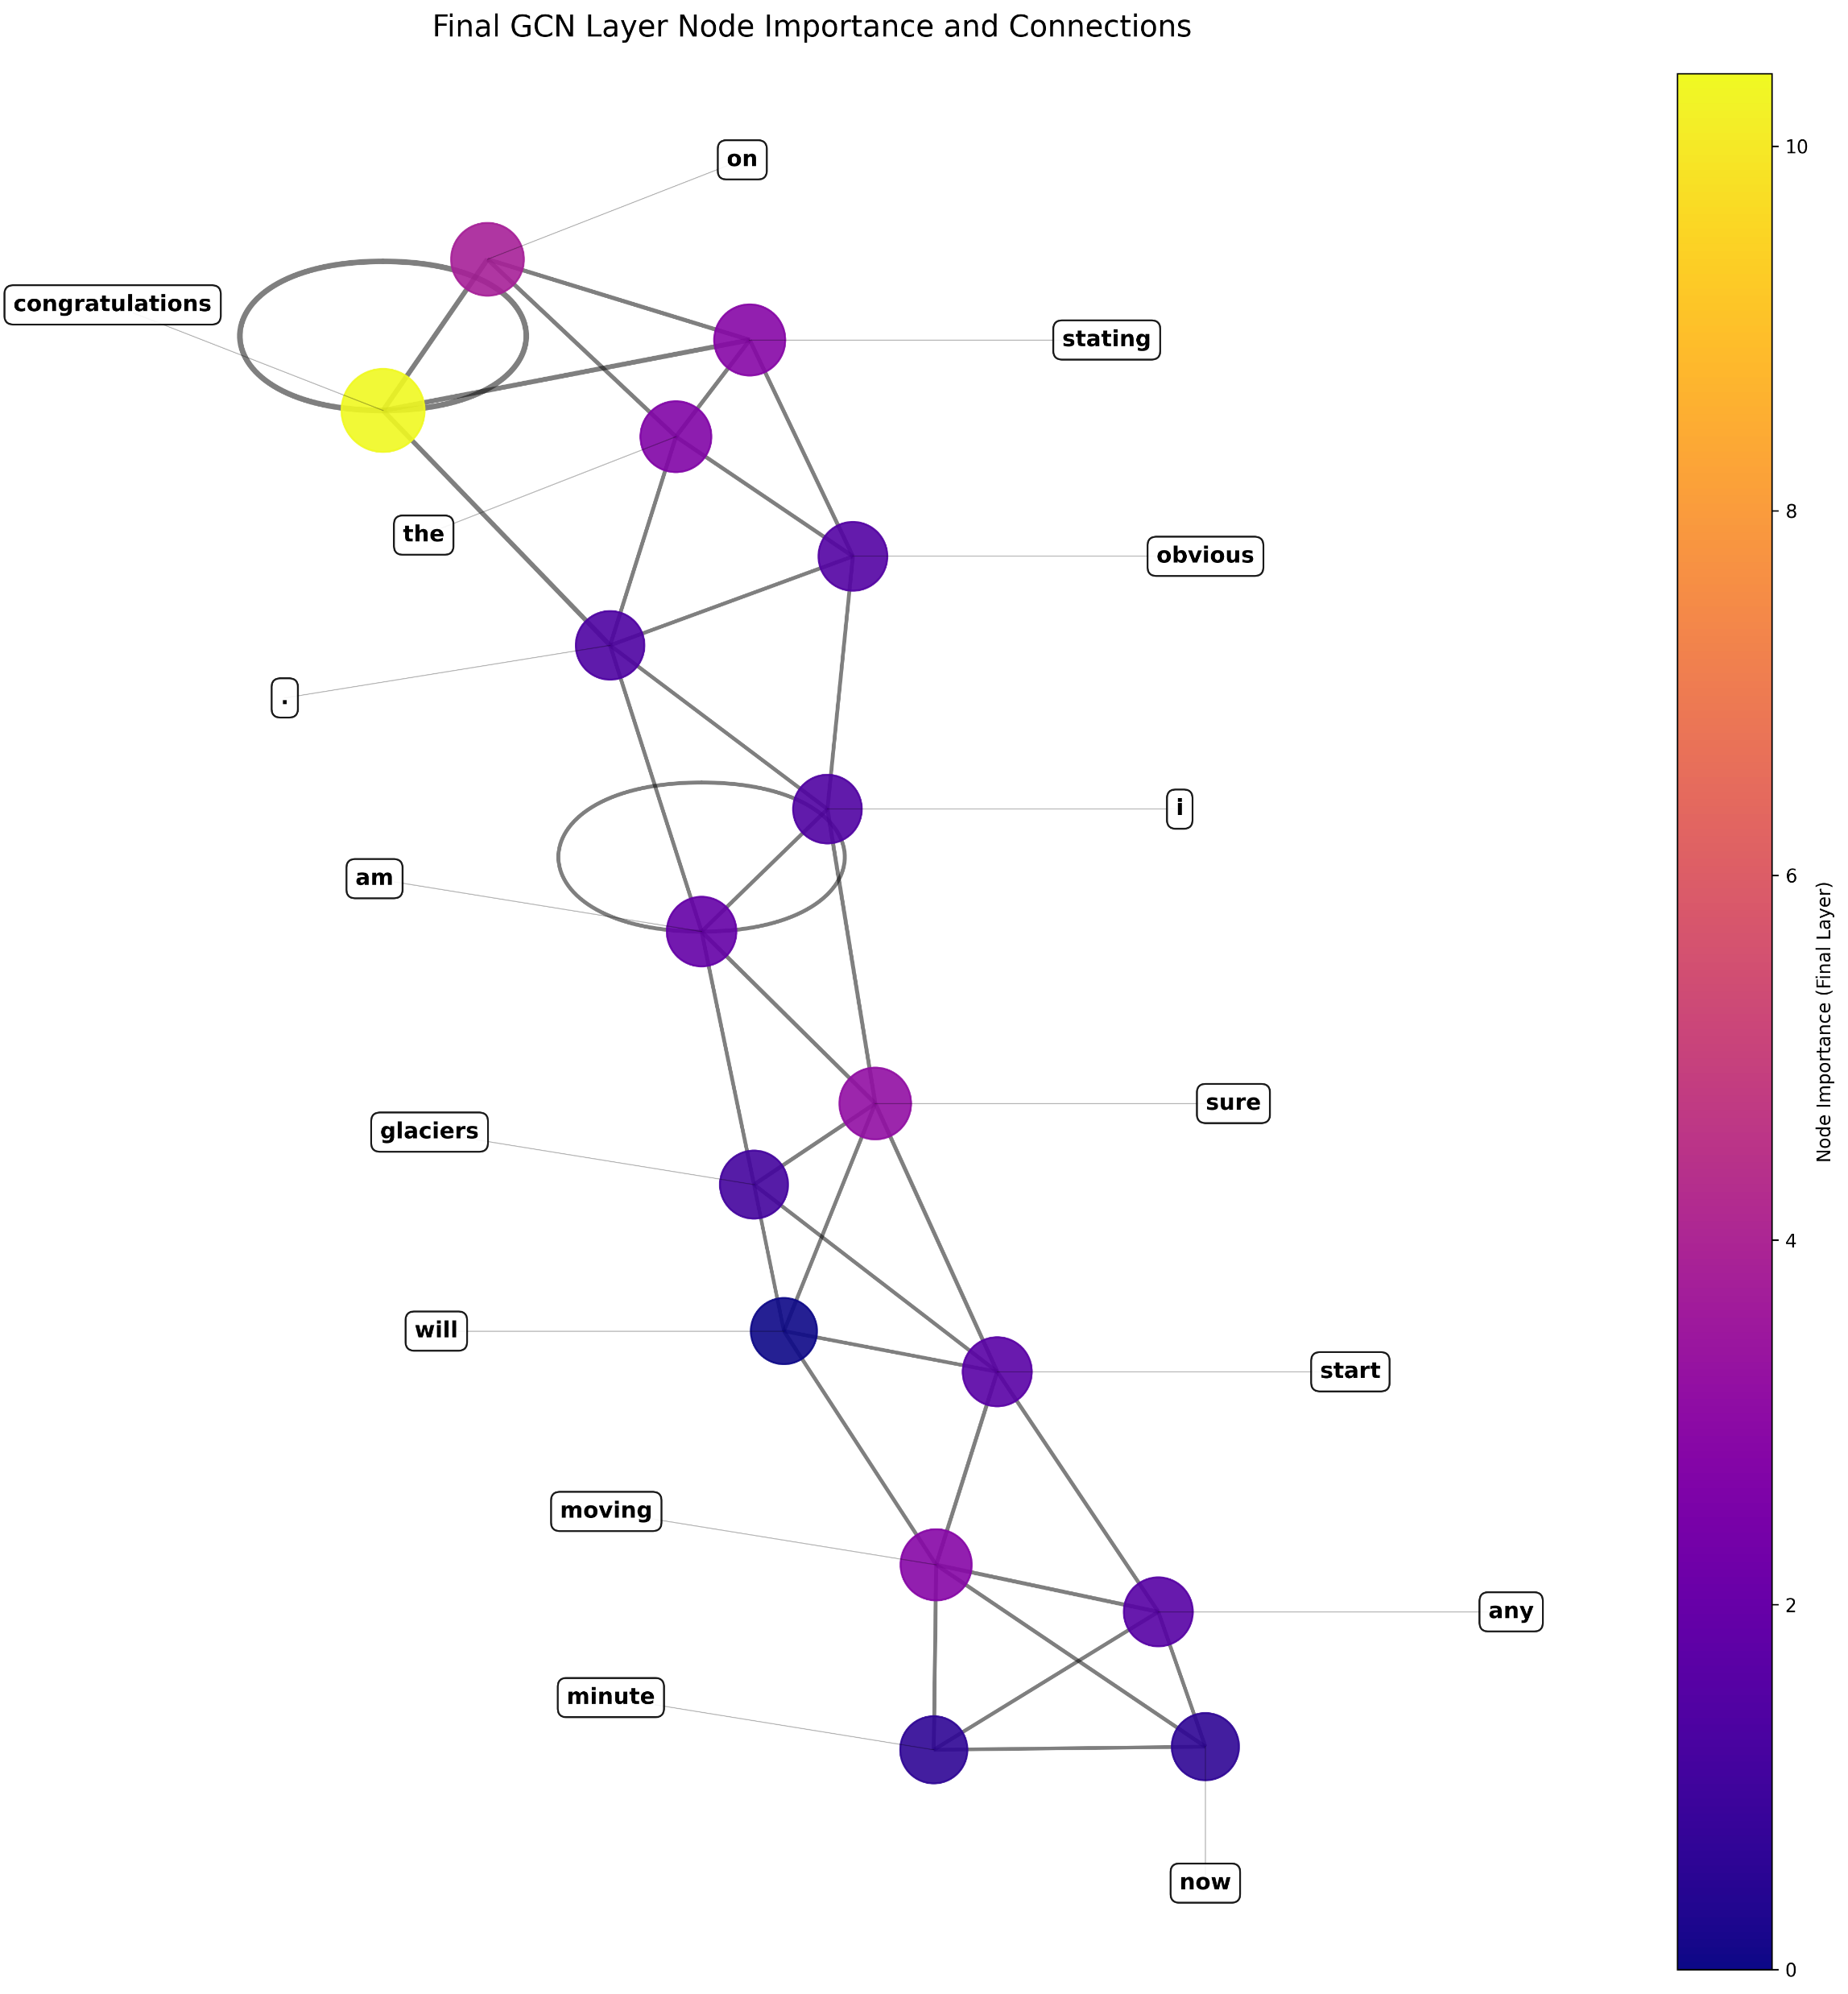 Final GCN Layer Node Importance and Connections
on
congratulations
stating
the
obvious
.
i
am
sure
glaciers
will
start
moving
any
minute
now
10
8
6
4
2
0
Node Importance (Final Layer)